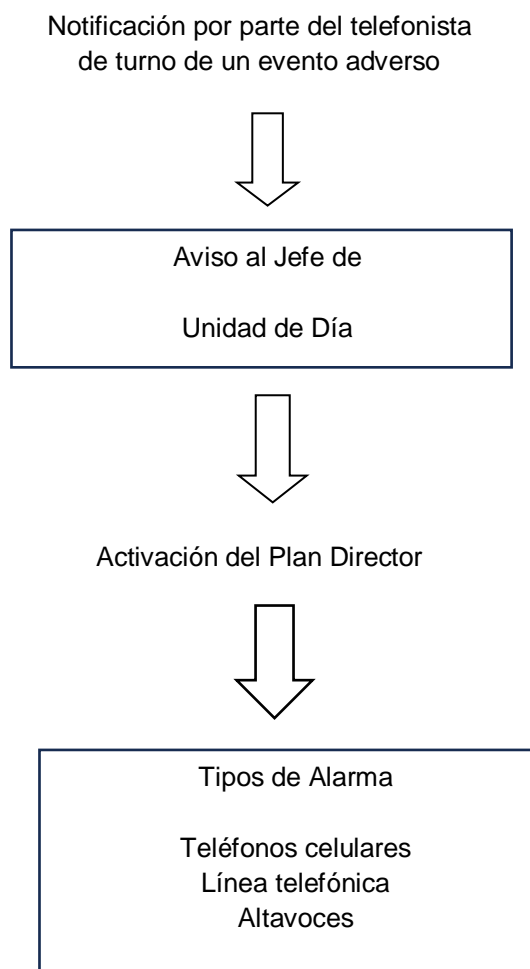 Notificación por parte del telefonista
de turno de un evento adverso
Aviso al Jefe de
Unidad de Día
Activación del Plan Director
Tipos de Alarma
Teléfonos celulares
Línea telefónica
Altavoces